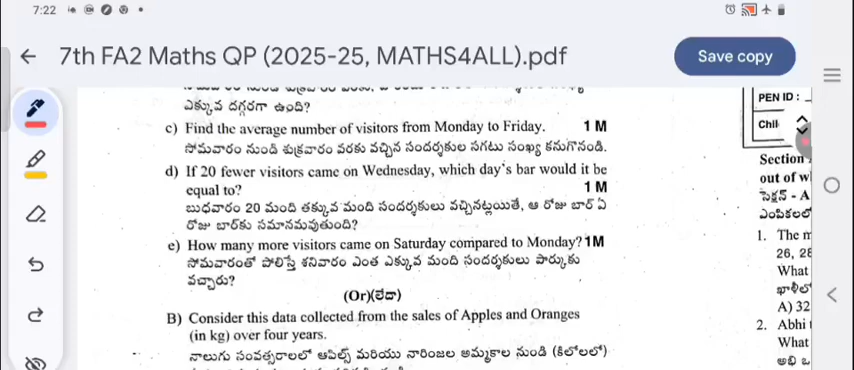 7:22
7th FA2 Maths QP (2025-25, MATHS4ALL).pdf
Save copy
ఎక్కువ దగ్గరగా ఉంది?
c) Find the average number of visitors from Monday to Friday. 1 M
సోమవారం నుండి శుక్రవారం వరకు వచ్చిన సందర్శకుల సగటు సంఖ్య కనుగొనండి.
d) If 20 fewer visitors came on Wednesday, which day's bar would it be
equal to? 1 M
బుధవారం 20 మంది తక్కువ మంది సందర్శకులు వచ్చినట్లయితే, ఆ రోజు బార్ ఏ
రోజు బార్‌కు సమానమవుతుంది?
e) How many more visitors came on Saturday compared to Monday? 1M
సోమవారంతో పోలిస్తే శనివారం ఎంత ఎక్కువ మంది సందర్శకులు పార్కుకు
వచ్చారు?
(Or)(లేదా)
B) Consider this data collected from the sales of Apples and Oranges
(in kg) over four years.
నాలుగు సంవత్సరాలలో ఆపిల్స్ మరియు నారింజల అమ్మకాల నుండి (కిలోలలో)
PEN ID :
Chil
Section
out of w
సెక్షన్ - A
ఎంపికలలో
1. The m
26, 28
What
ఖాళీలో
A) 32
2. Abhi
What
అభి